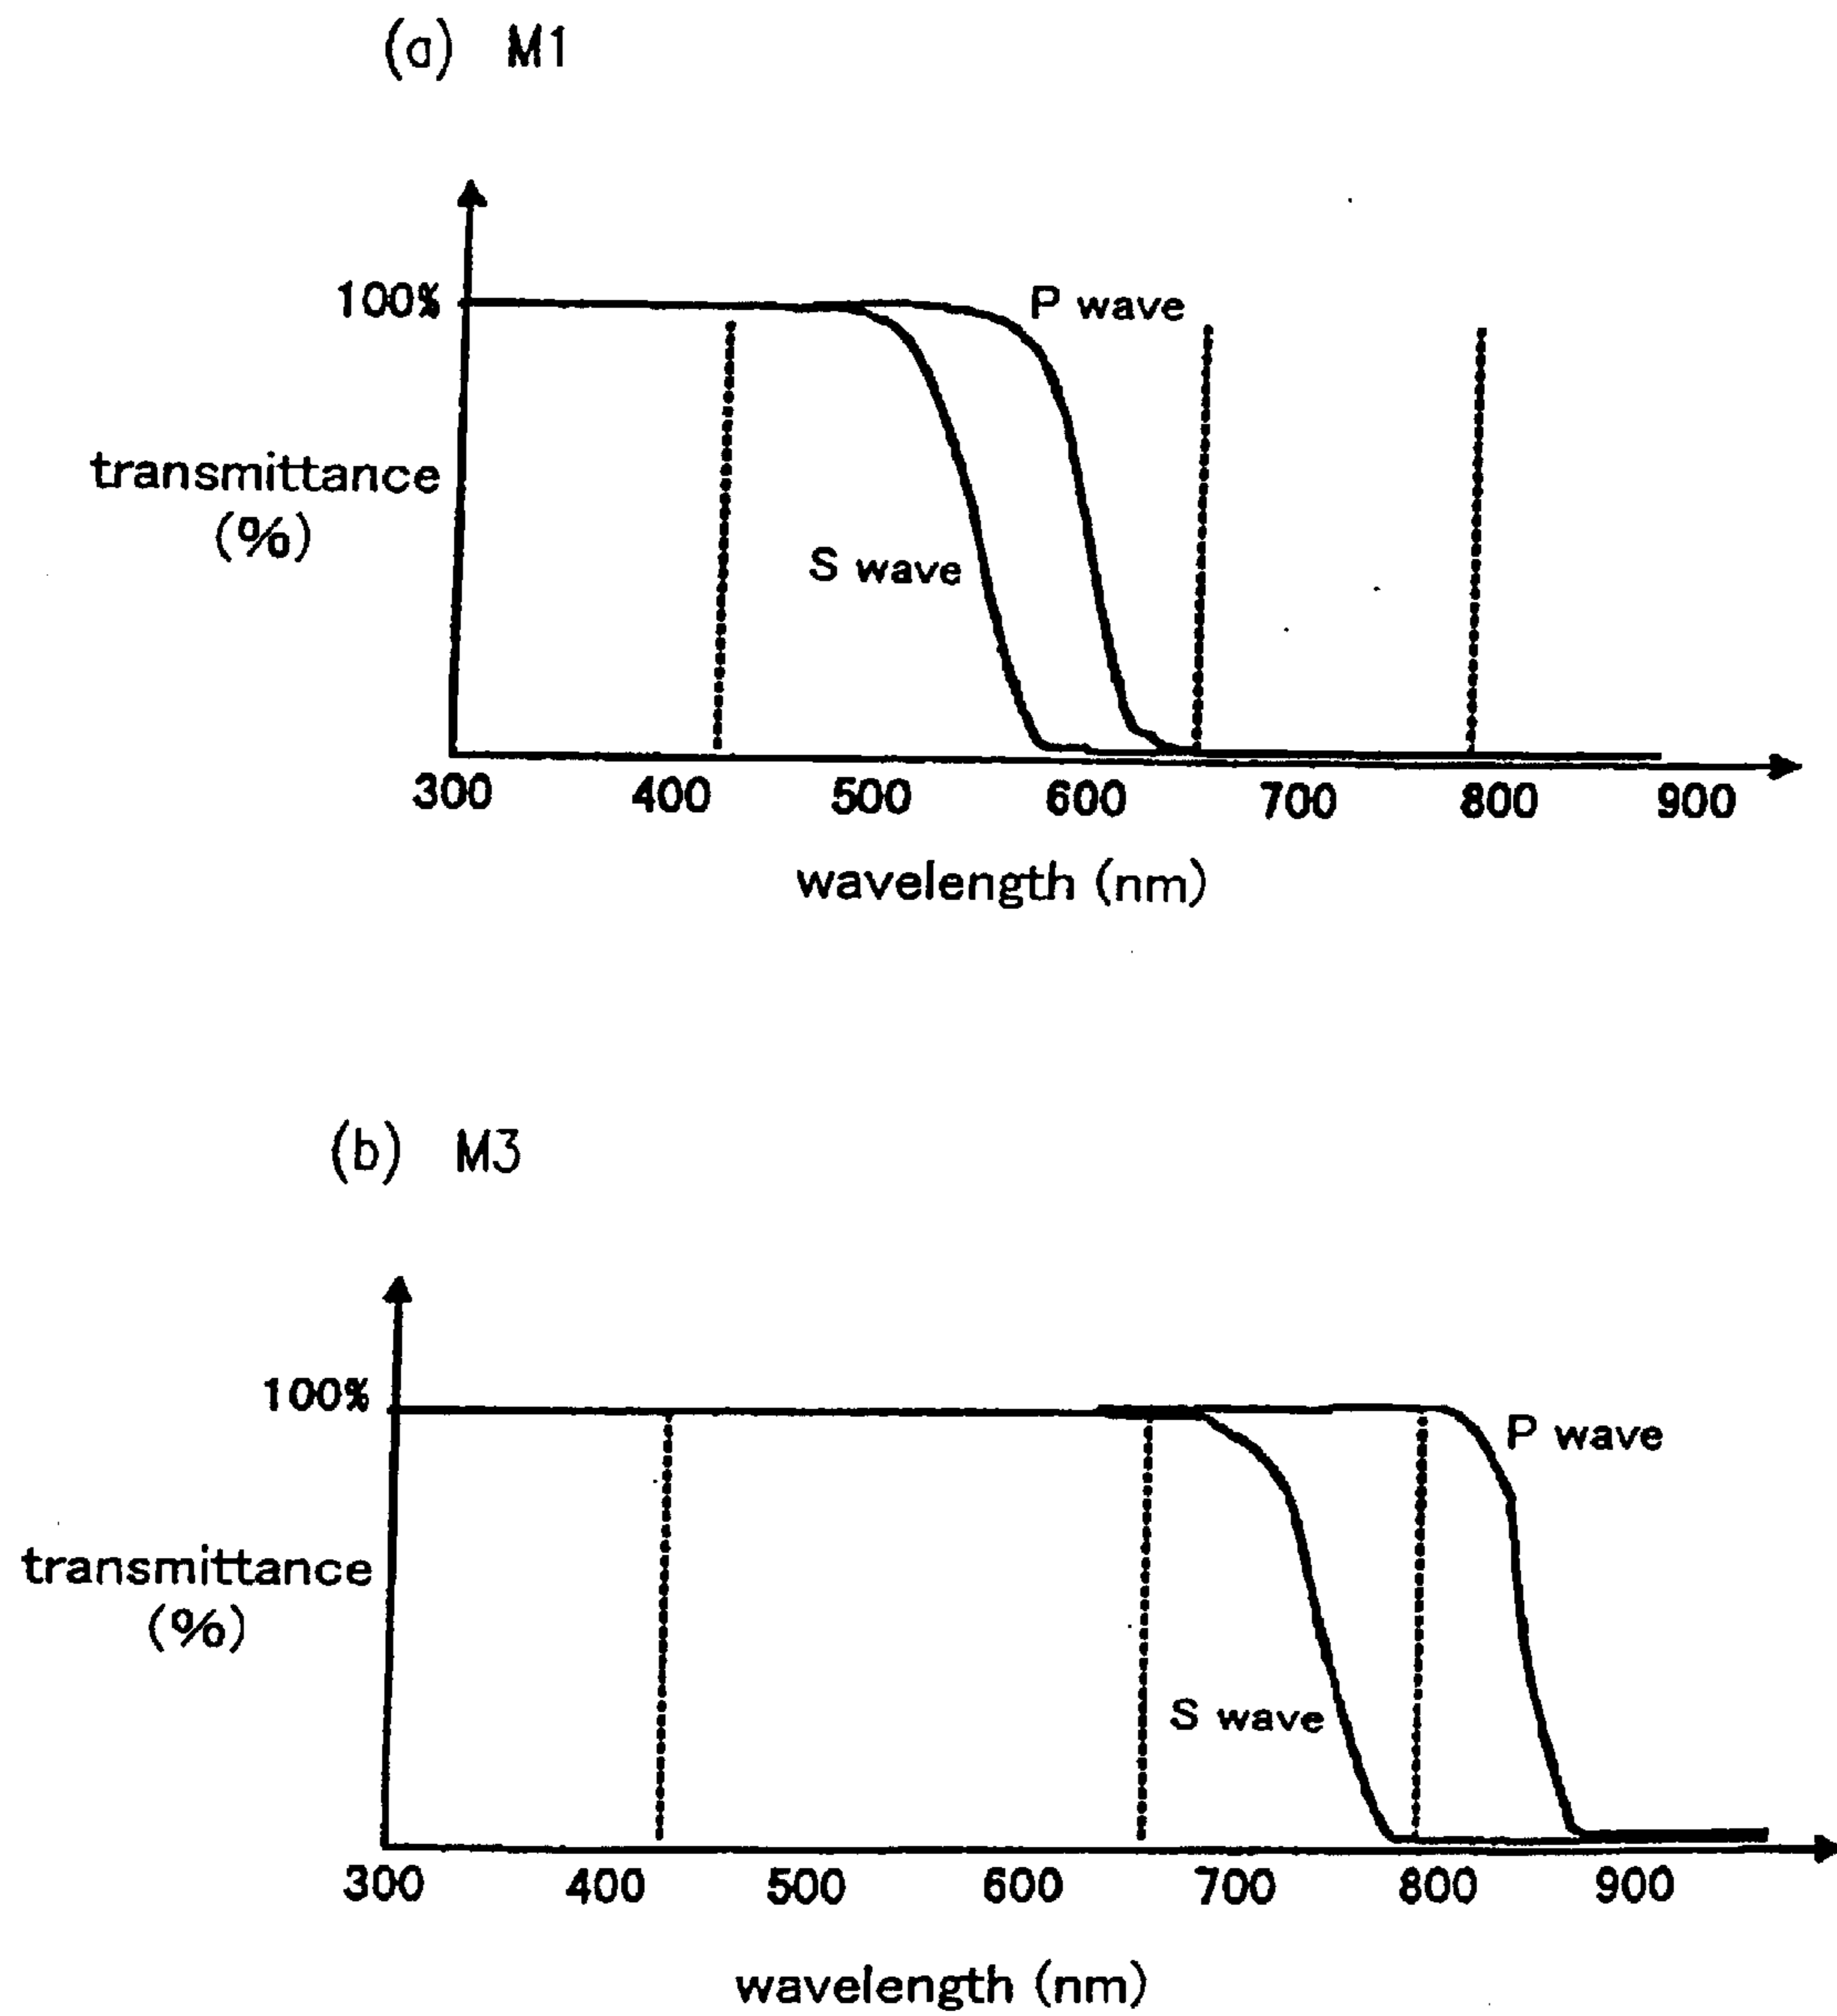 (a) M1
100%
P wave
transmittance
(%)
S wave
300 400 500 600 700 800 900
wavelength (nm)
(b) M3
100%
P wave
transmittance
(%)
S wave
300 400 500 600 700 800 900
wavelength (nm)